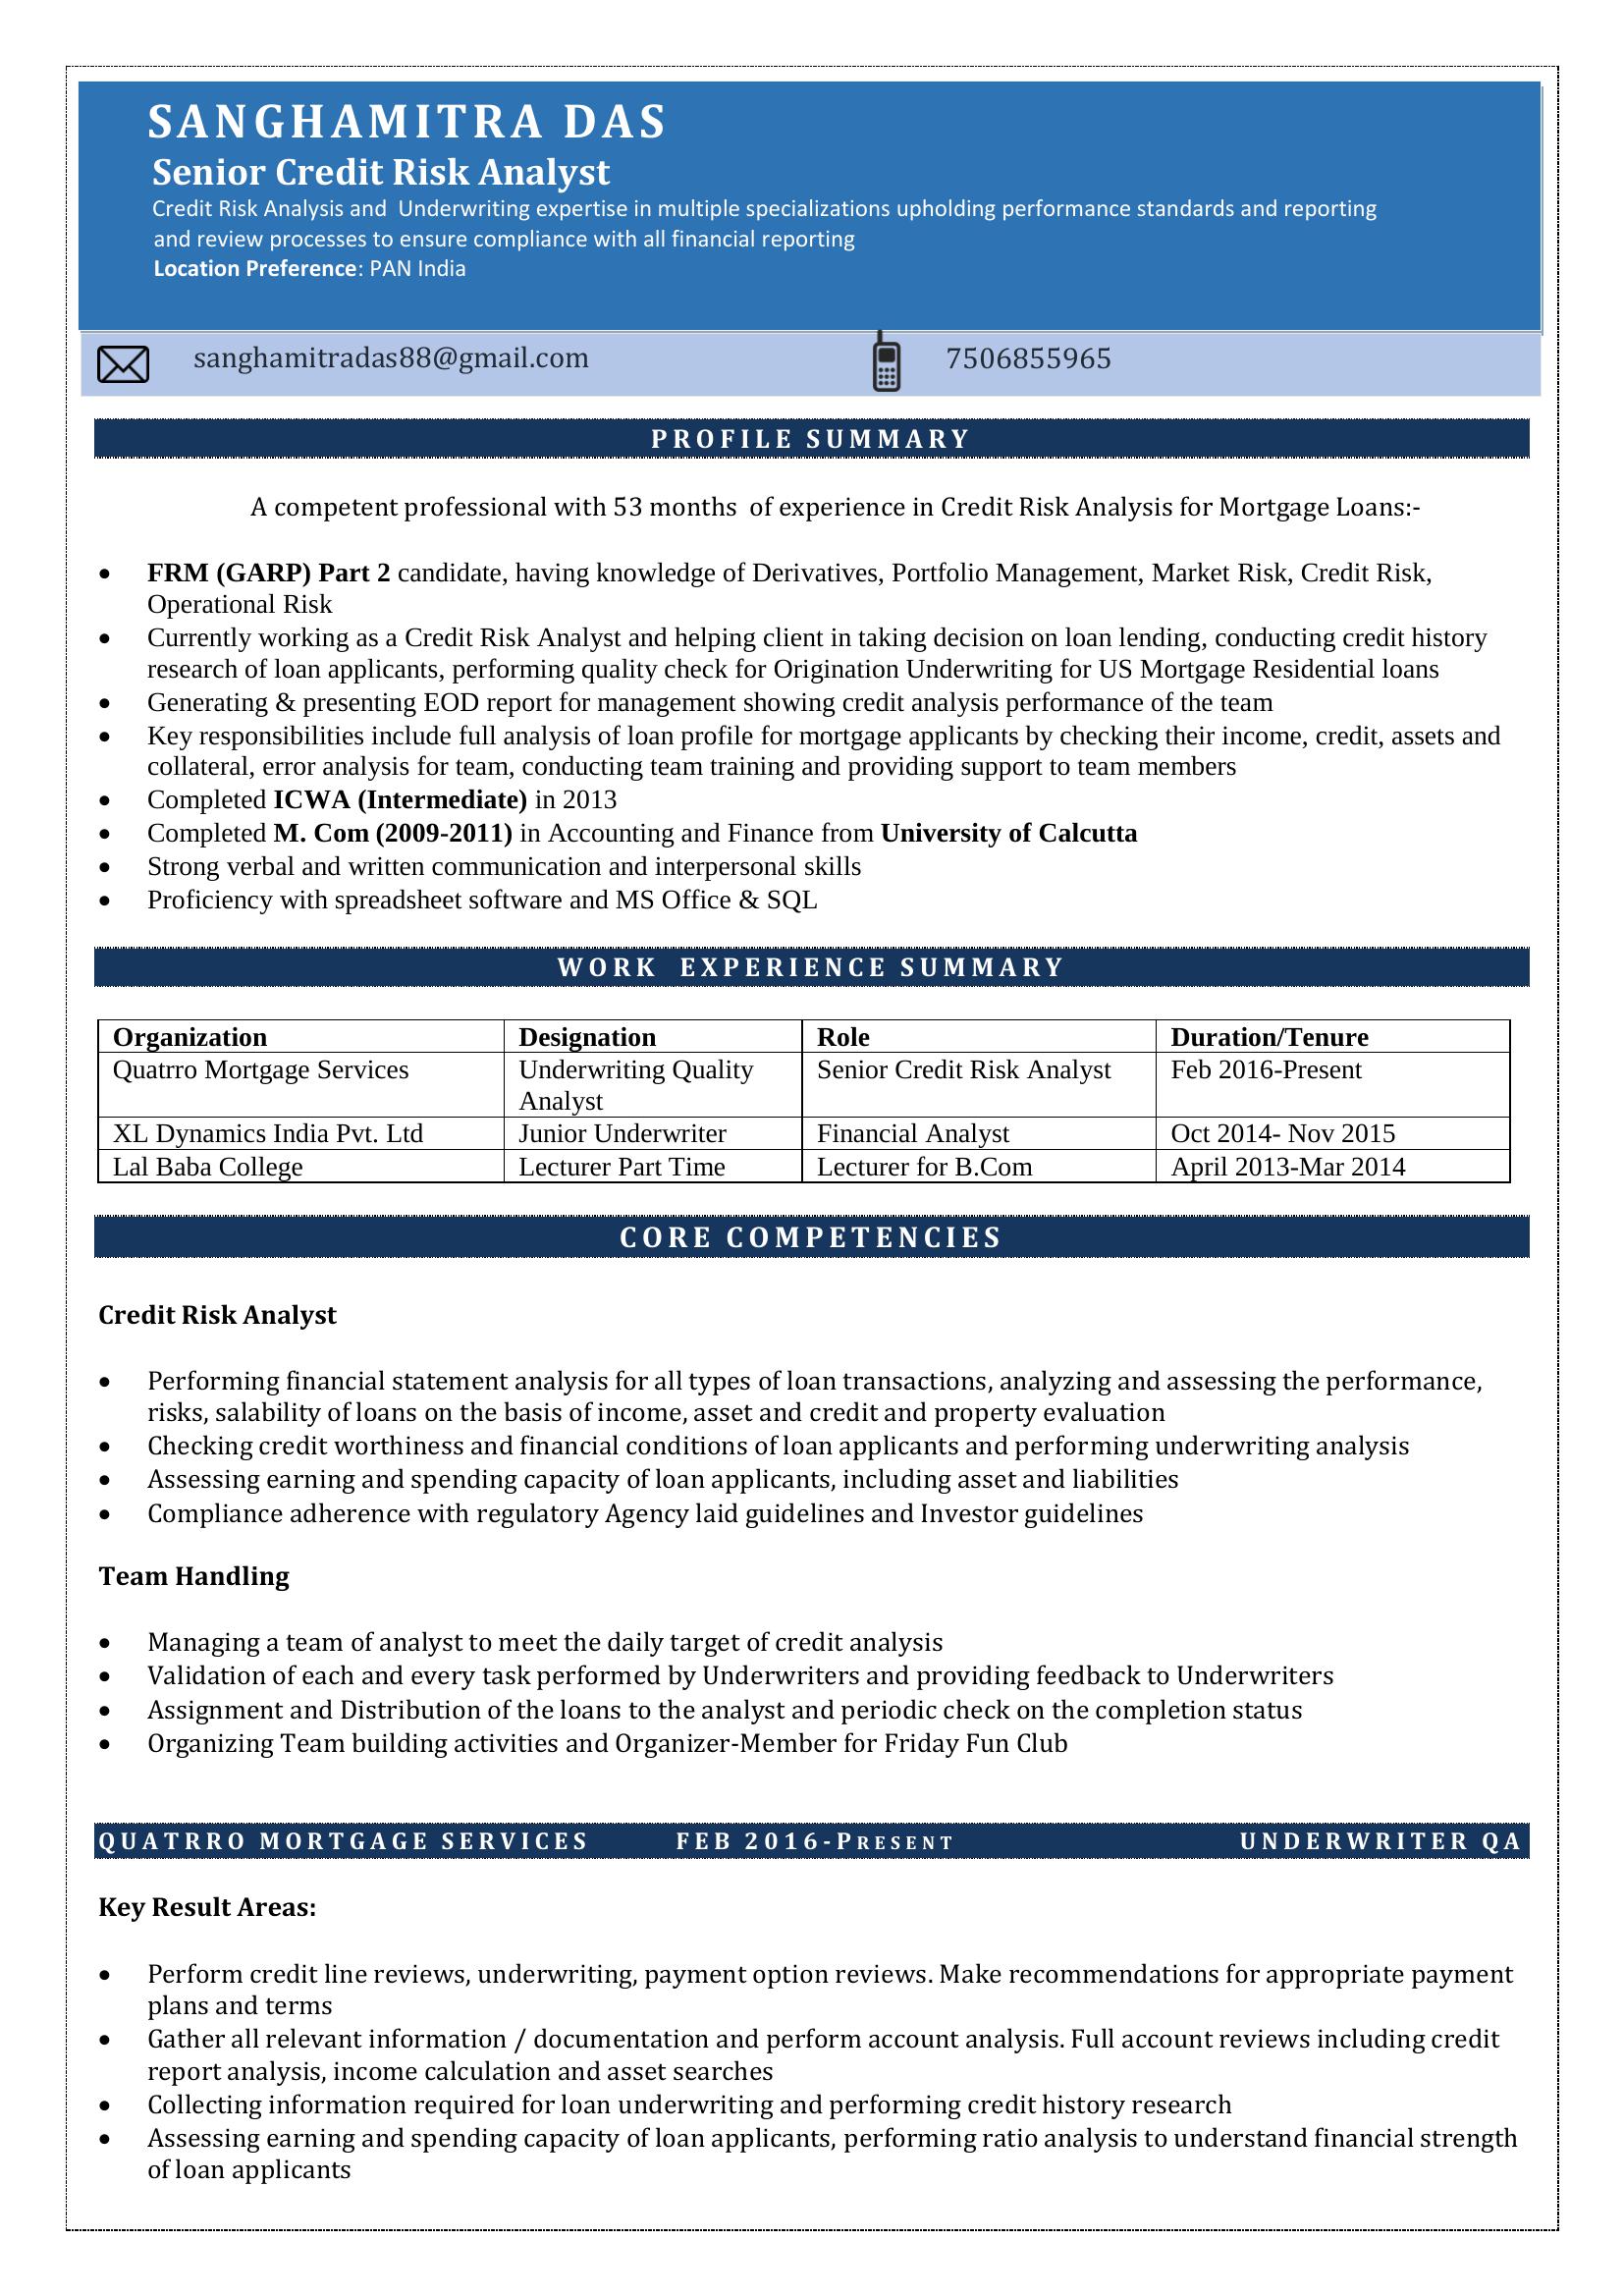 SANGHAMITRA DAS
Senior Credit Risk Analyst
Credit Risk Analysis and  Underwriting expertise in multiple specializations upholding performance standards and reporting
and review processes to ensure compliance with all financial reporting
Location Preference: PAN India
sanghamitradas88@gmail.com 7506855965
PROFILE SUMMARY
A competent professional with 53 months  of experience in Credit Risk Analysis for Mortgage Loans:-
• FRM (GARP) Part 2 candidate, having knowledge of Derivatives, Portfolio Management, Market Risk, Credit Risk,
Operational Risk
• Currently working as a Credit Risk Analyst and helping client in taking decision on loan lending, conducting credit history
research of loan applicants, performing quality check for Origination Underwriting for US Mortgage Residential loans
• Generating & presenting EOD report for management showing credit analysis performance of the team
• Key responsibilities include full analysis of loan profile for mortgage applicants by checking their income, credit, assets and
collateral, error analysis for team, conducting team training and providing support to team members
• Completed ICWA (Intermediate) in 2013
• Completed M. Com (2009-2011) in Accounting and Finance from University of Calcutta
• Strong verbal and written communication and interpersonal skills
• Proficiency with spreadsheet software and MS Office & SQL
WORK  EXPERIENCE SUMMARY
Organization Designation Role Duration/Tenure
Quatrro Mortgage Services Underwriting Quality Senior Credit Risk Analyst Feb 2016-Present
Analyst
XL Dynamics India Pvt. Ltd Junior Underwriter Financial Analyst Oct 2014- Nov 2015
Lal Baba College Lecturer Part Time Lecturer for B.Com April 2013-Mar 2014
CORE COMPETENCIES
Credit Risk Analyst
• Performing financial statement analysis for all types of loan transactions, analyzing and assessing the performance,
risks, salability of loans on the basis of income, asset and credit and property evaluation
• Checking credit worthiness and financial conditions of loan applicants and performing underwriting analysis
• Assessing earning and spending capacity of loan applicants, including asset and liabilities
• Compliance adherence with regulatory Agency laid guidelines and Investor guidelines
Team Handling
• Managing a team of analyst to meet the daily target of credit analysis
• Validation of each and every task performed by Underwriters and providing feedback to Underwriters
• Assignment and Distribution of the loans to the analyst and periodic check on the completion status
• Organizing Team building activities and Organizer-Member for Friday Fun Club
QUATRRO MORTGAGE SERVICES FEB 2016-PRESENT UNDERWRITER QA
Key Result Areas:
• Perform credit line reviews, underwriting, payment option reviews. Make recommendations for appropriate payment
plans and terms
• Gather all relevant information / documentation and perform account analysis. Full account reviews including credit
report analysis, income calculation and asset searches
• Collecting information required for loan underwriting and performing credit history research
• Assessing earning and spending capacity of loan applicants, performing ratio analysis to understand financial strength
of loan applicants